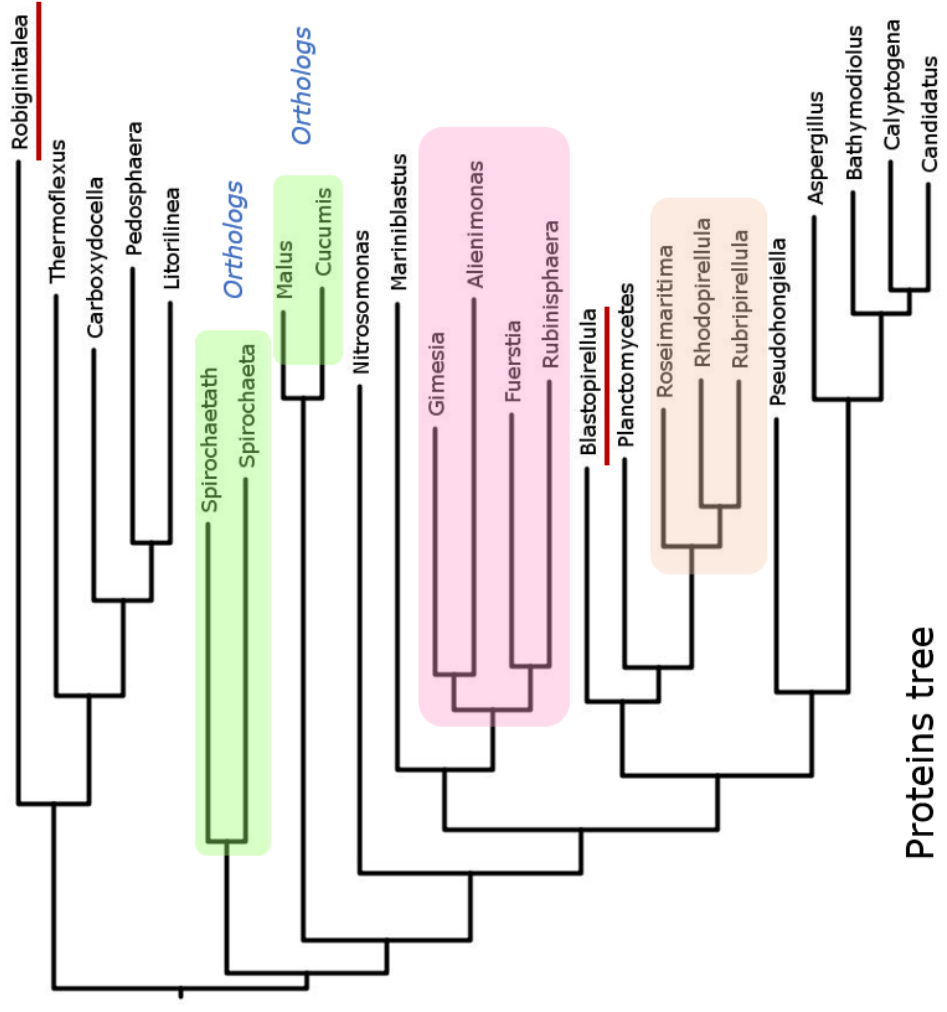 Robiginitalea
Thermoflexus
Carboxydocella
Pedosphaera
Litorilinea
Spirochaetath
Orthologs
Spirochaeta
Malus
Orthologs
Cucumis
Nitrosomonas
Mariniblastus
Gimesia
Alienimonas
Fuerstia
Rubinisphaera
Blastopirellula
Planctomycetes
Roseimaritima
Rhodopirellula
Rubripirellula
Pseudohongiella
Aspergillus
Bathymodiolus
Calyptogena
Candidatus
Proteins tree